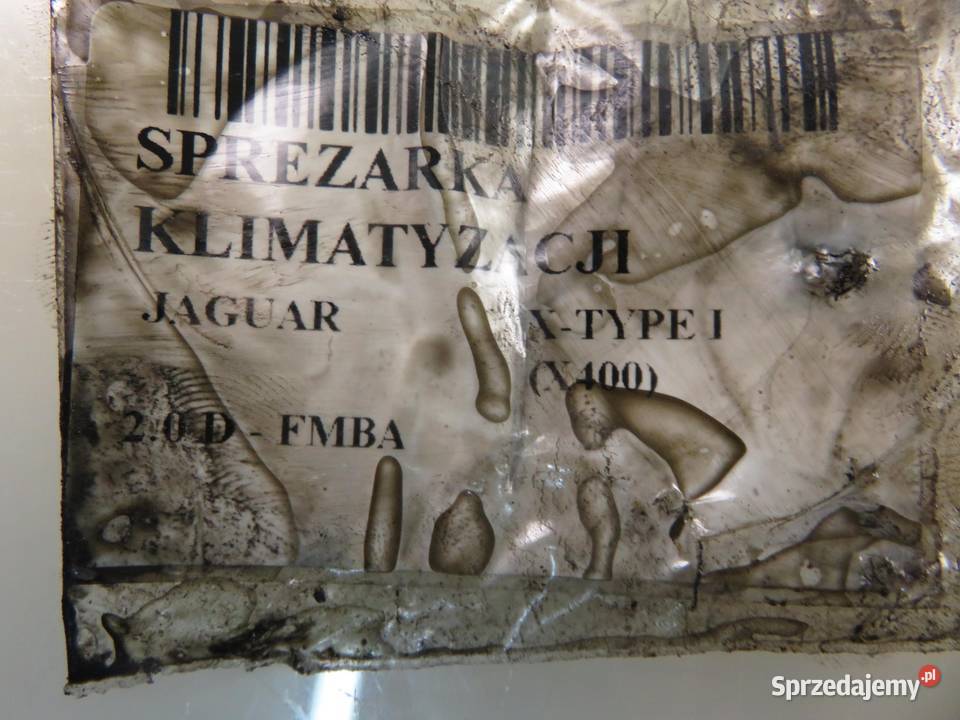 SPREZARKA
KLIMATYZACJI
JAGUAR X-TYPE I
(X400)
2.0 D - FMBA
Sprzedajemy.pl